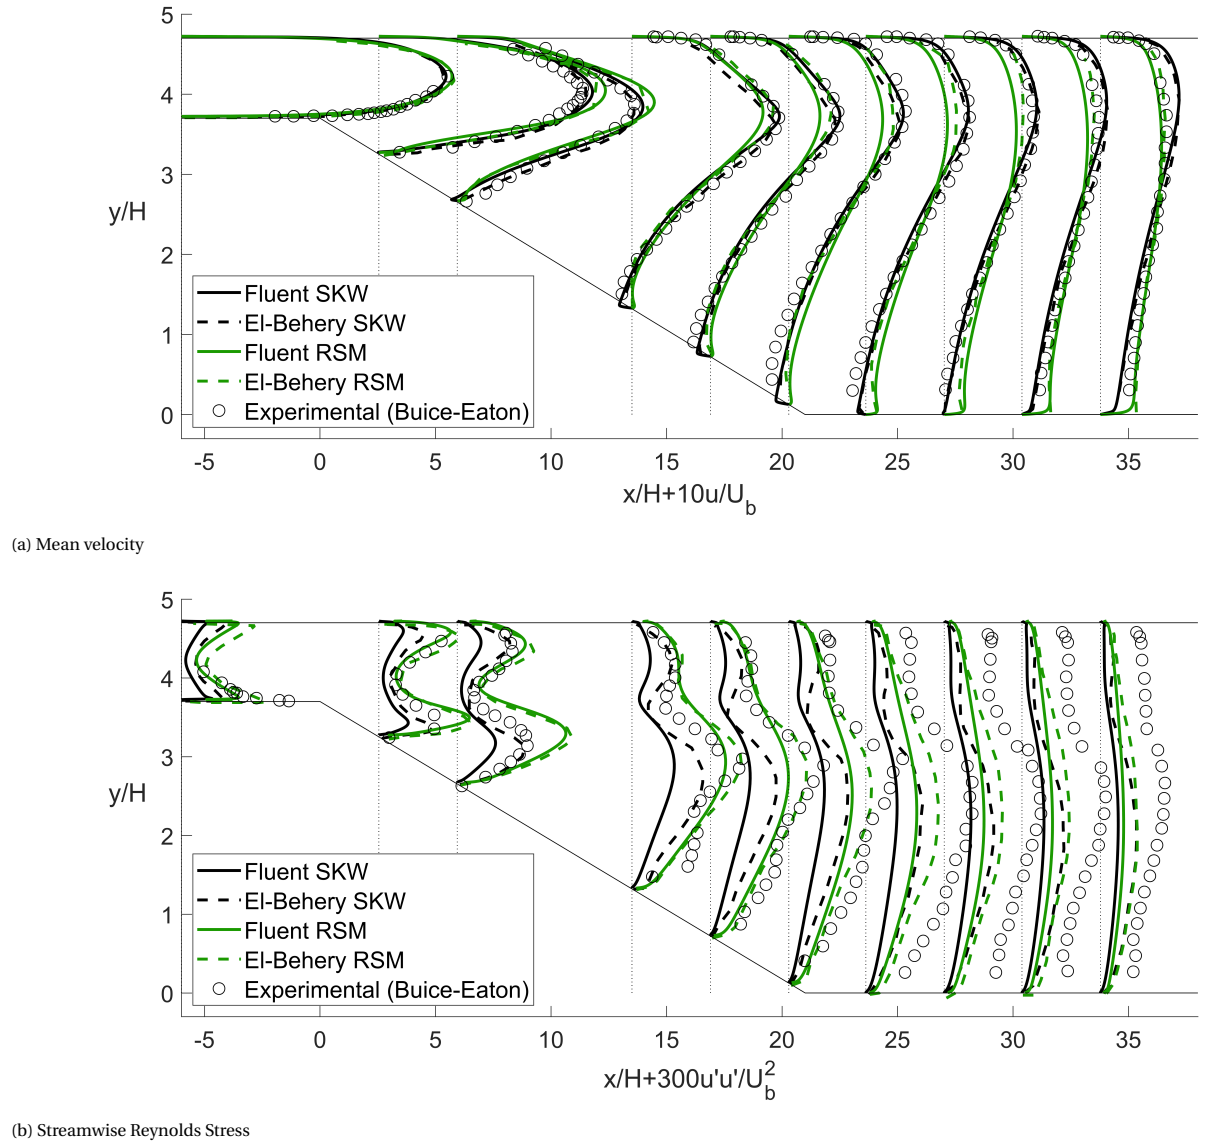 5
4
3
2
1
0
y/H
Fluent SKW
El-Behery SKW
Fluent RSM
El-Behery RSM
Experimental (Buice-Eaton)
-5 0 5 10 15 20 25 30 35
x/H+10u/U_b
(a) Mean velocity
5
4
3
2
1
0
y/H
Fluent SKW
El-Behery SKW
Fluent RSM
El-Behery RSM
Experimental (Buice-Eaton)
-5 0 5 10 15 20 25 30 35
x/H+300u'u'/U_b^2
(b) Streamwise Reynolds Stress